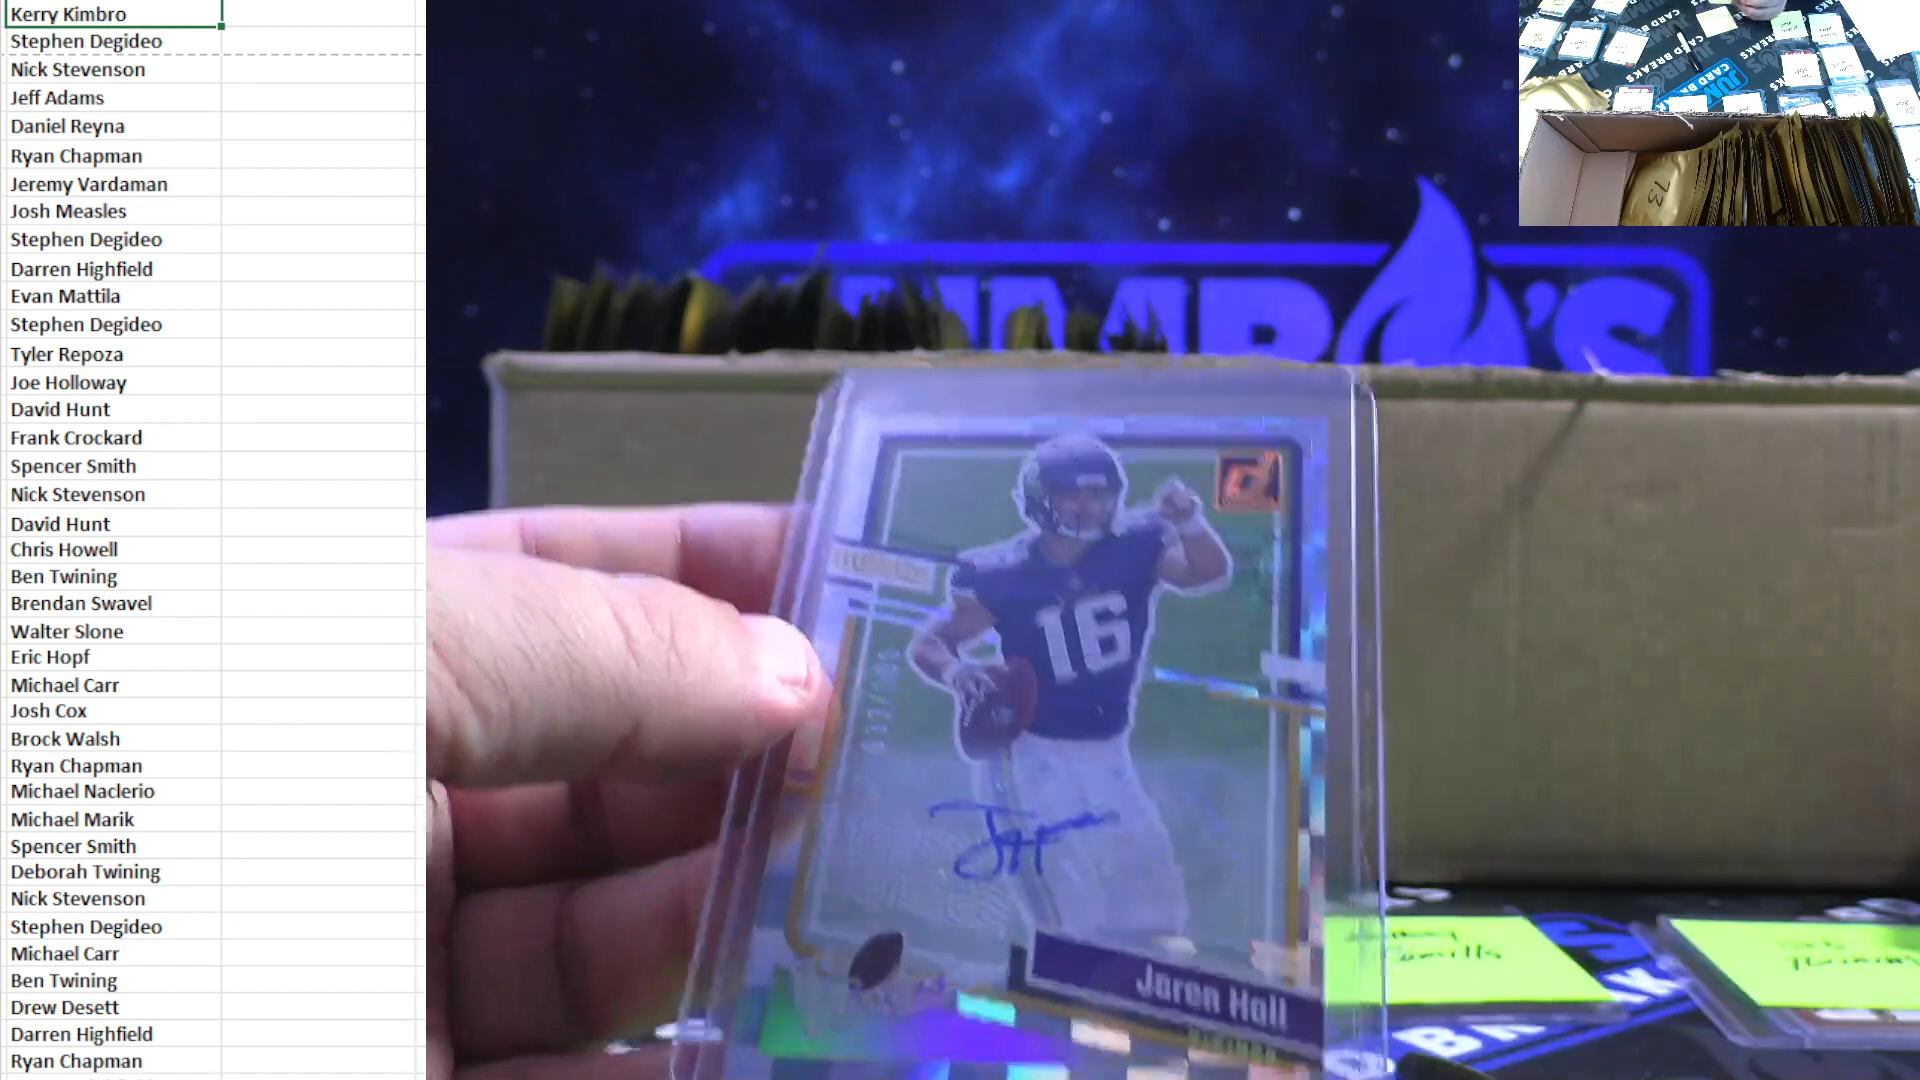 Kerry Kimbro
Stephen Degideo
Nick Stevenson
Jeff Adams
Daniel Reyna
Ryan Chapman
Jeremy Vardaman
Josh Measles
Stephen Degideo
Darren Highfield
Evan Mattila
Stephen Degideo
Tyler Repoza
Joe Holloway
David Hunt
Frank Crockard
Spencer Smith
Nick Stevenson
David Hunt
Chris Howell
Ben Twining
Brendan Swavel
Walter Slone
Eric Hopf
Michael Carr
Josh Cox
Brock Walsh
Ryan Chapman
Michael Naclerio
Michael Marik
Spencer Smith
Deborah Twining
Nick Stevenson
Stephen Degideo
Michael Carr
Ben Twining
Drew Desett
Darren Highfield
Ryan Chapman
16
Jaren Hall
73
CARD BREAKS